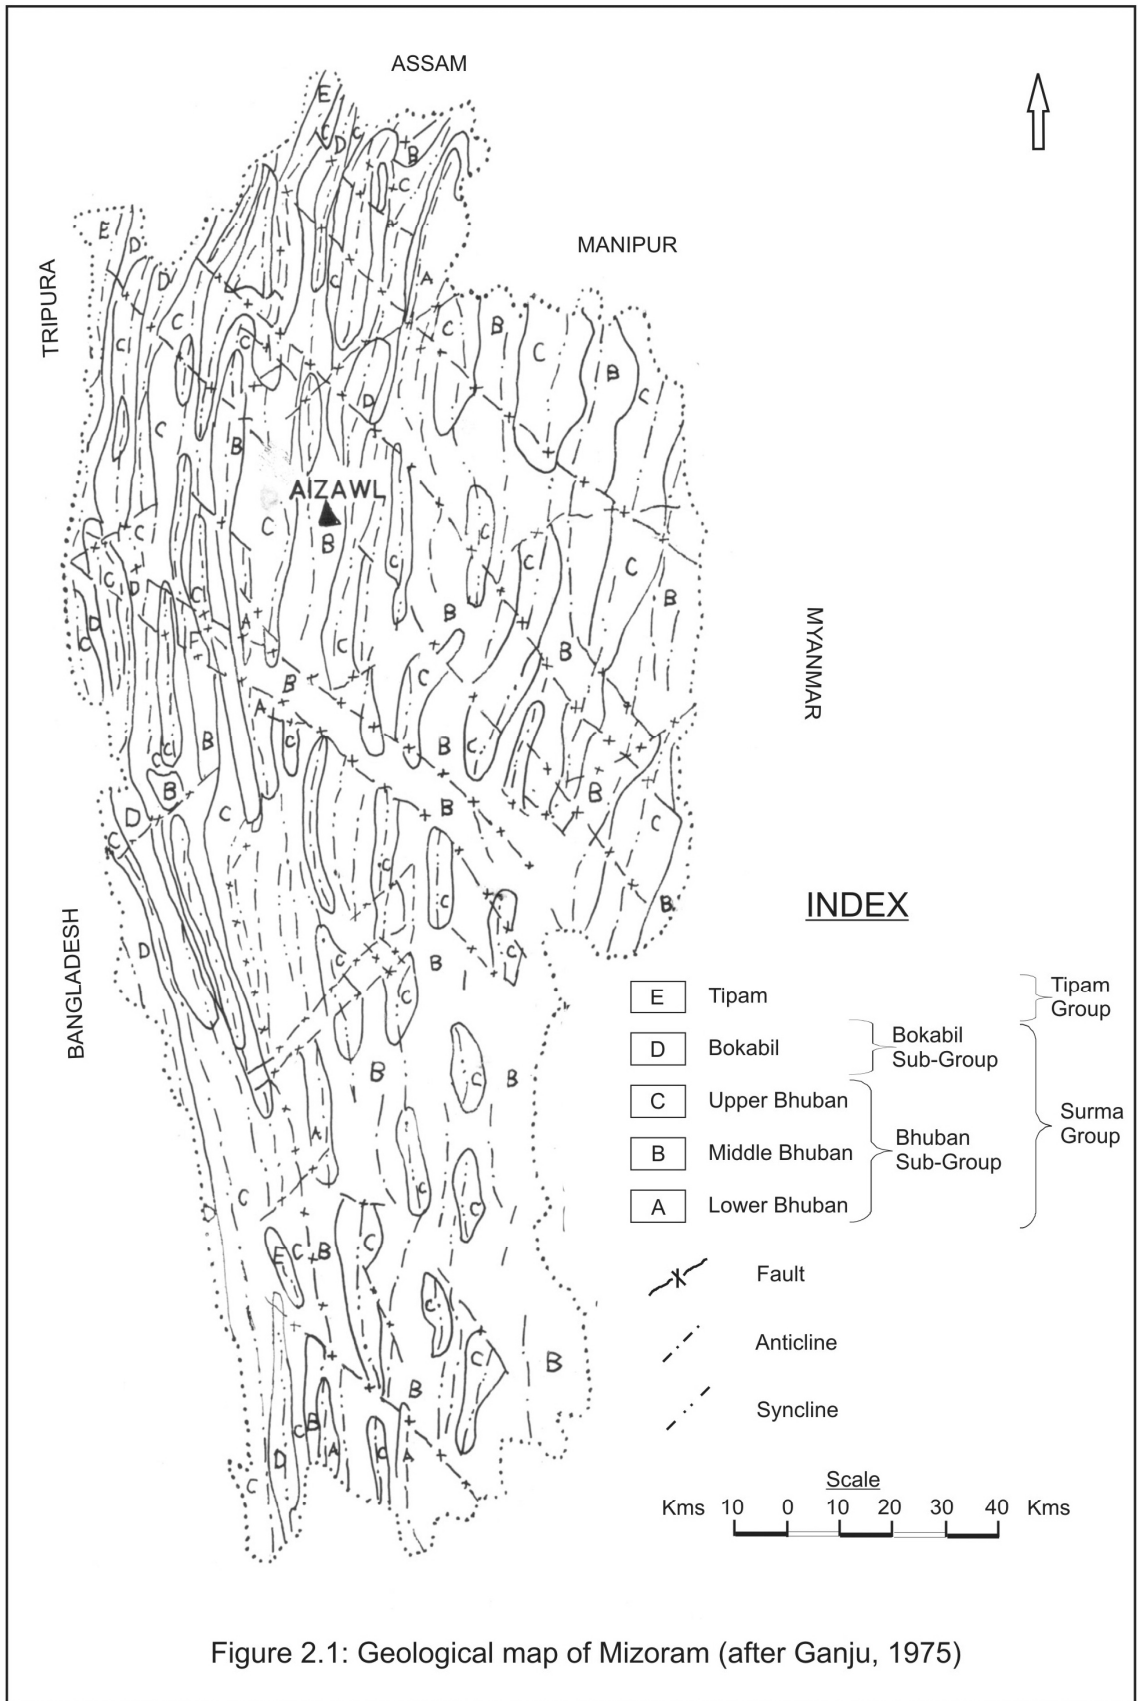 ASSAM
MANIPUR
TRIPURA
MYANMAR
BANGLADESH
E
C
D
C
B
C
E
D
D
C
A
C
C
C
B
C
B
C
C
C
D
C
B
AIZAWL
C
B
C
C
C
C
B
C
D
C
A
B
D
C
F
C
B
C
B
A
B
C
B
C
C
B
B
D
C
B
C
C
C
C
B
D
C
B
C
C
B
C
B
A
C
C
C
E
C
B
C
C
C
B
B
C
B
D
A
C
A
C
INDEX
E Tipam
Tipam
Group
D Bokabil
Bokabil
Sub-Group
C Upper Bhuban
B Middle Bhuban
Bhuban
Sub-Group
Surma
Group
A Lower Bhuban
Fault
Anticline
Syncline
Scale
Kms 10 0 10 20 30 40 Kms
Figure 2.1: Geological map of Mizoram (after Ganju, 1975)